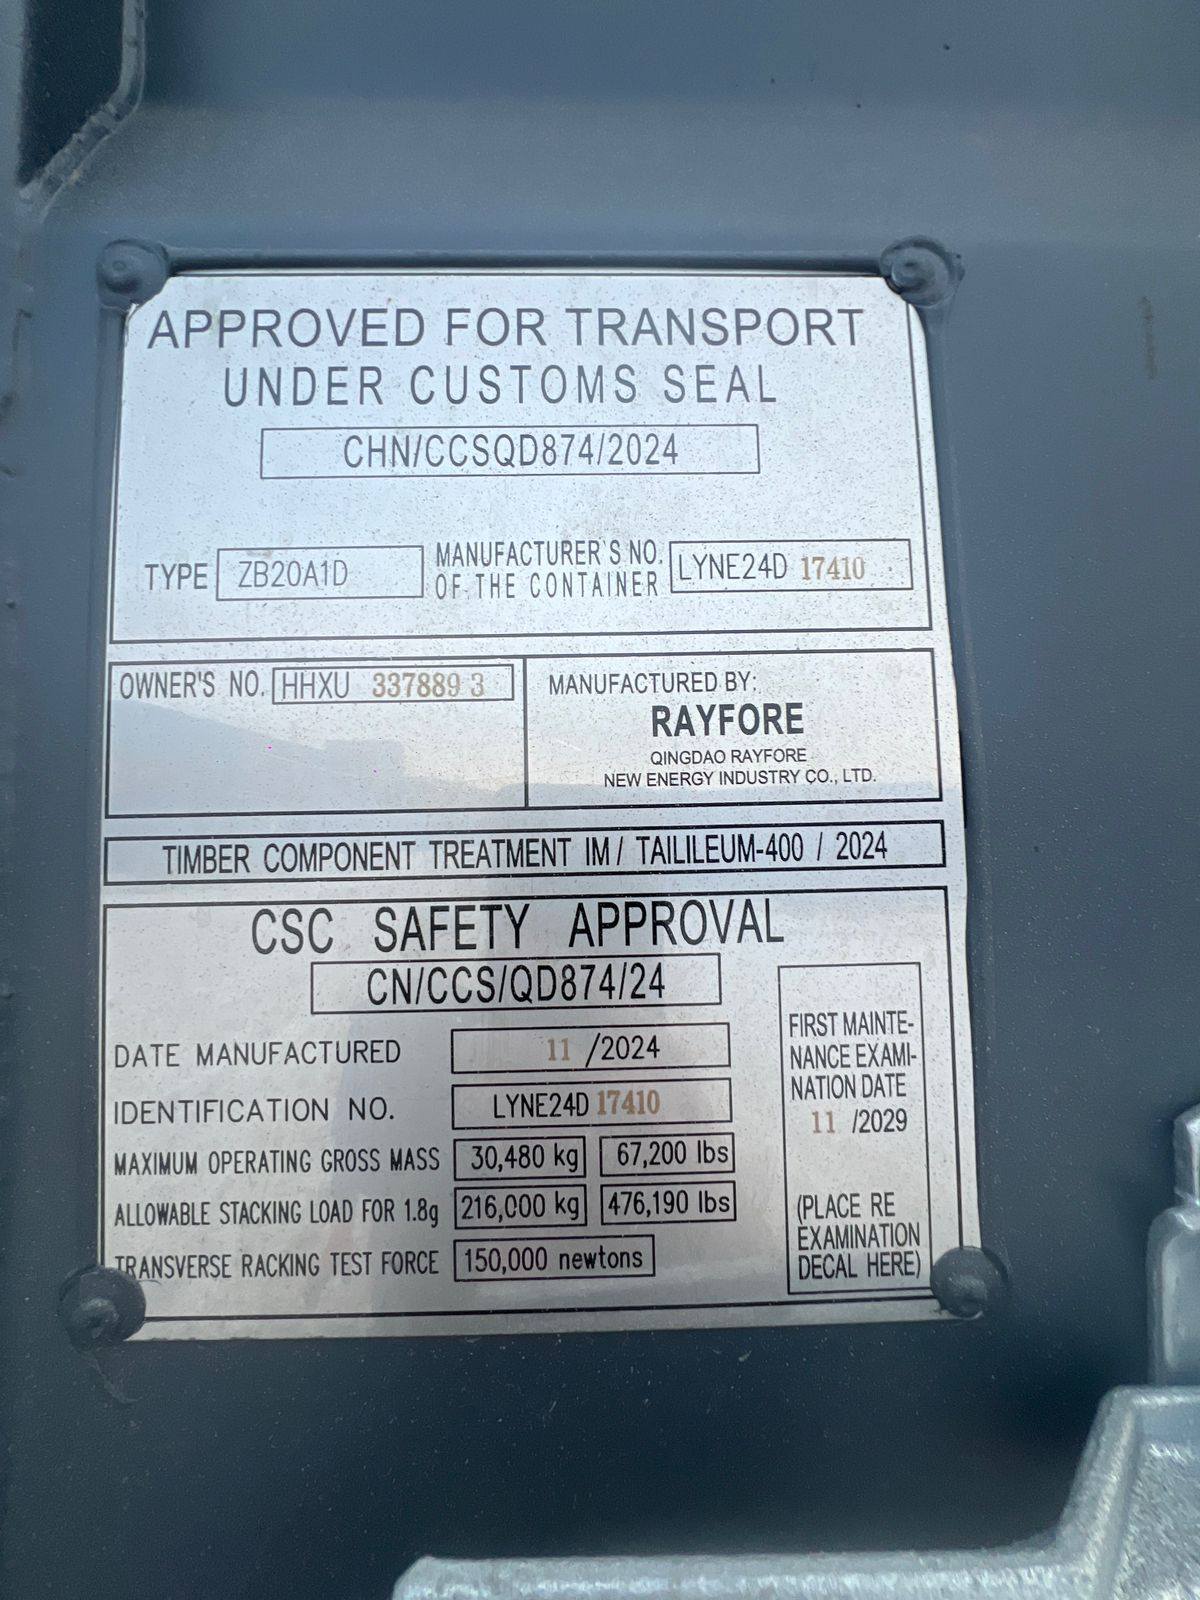 APPROVED FOR TRANSPORT
UNDER CUSTOMS SEAL
CHN/CCSQD874/2024
TYPE ZB20A1D
MANUFACTURER'S NO.
OF THE CONTAINER
LYNE24D 17410
OWNER'S NO. HHXU 337889 3
MANUFACTURED BY:
RAYFORE
QINGDAO RAYFORE
NEW ENERGY INDUSTRY CO., LTD.
TIMBER COMPONENT TREATMENT IM / TAILILEUM-400 / 2024
CSC SAFETY APPROVAL
CN/CCS/QD874/24
DATE MANUFACTURED 11 /2024
IDENTIFICATION NO. LYNE24D 17410
MAXIMUM OPERATING GROSS MASS 30,480 kg 67,200 lbs
ALLOWABLE STACKING LOAD FOR 1.8g 216,000 kg 476,190 lbs
TRANSVERSE RACKING TEST FORCE 150,000 newtons
FIRST MAINTE-
NANCE EXAMI-
NATION DATE
11 /2029
(PLACE RE
EXAMINATION
DECAL HERE)